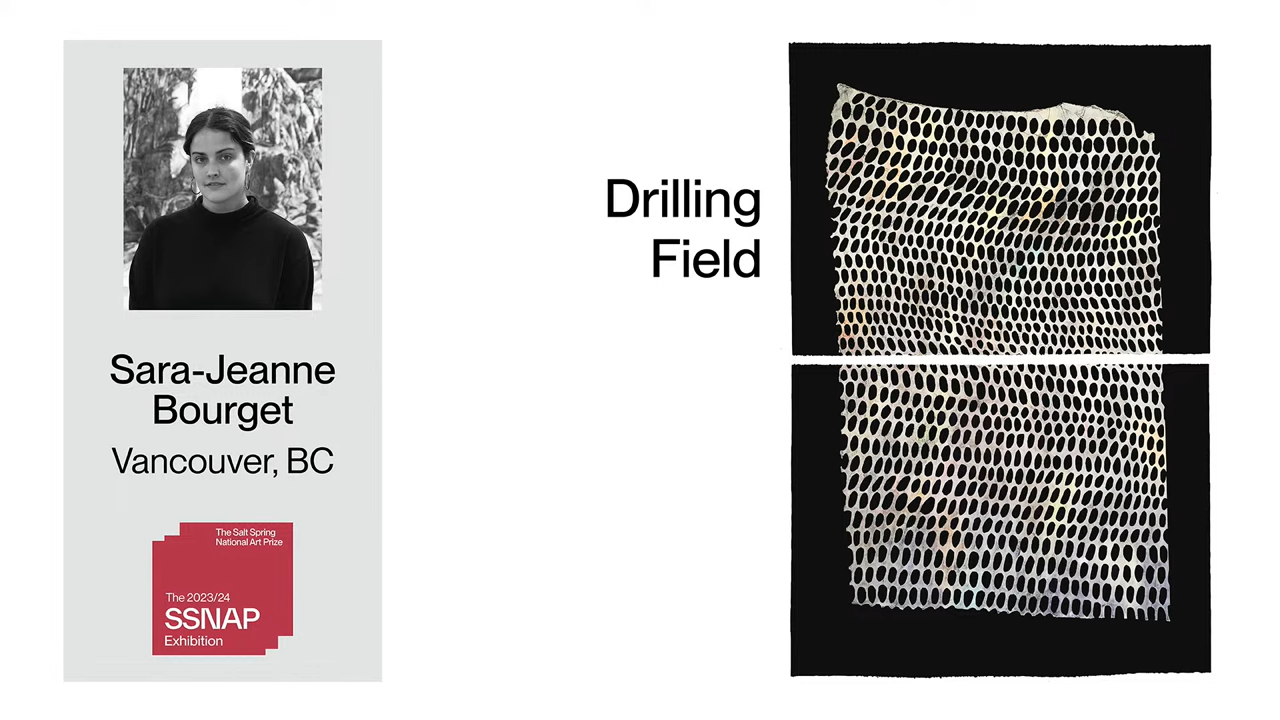 Sara-Jeanne
Bourget
Vancouver, BC
The Salt Spring
National Art Prize
The 2023/24
SSNAP
Exhibition
Drilling
Field